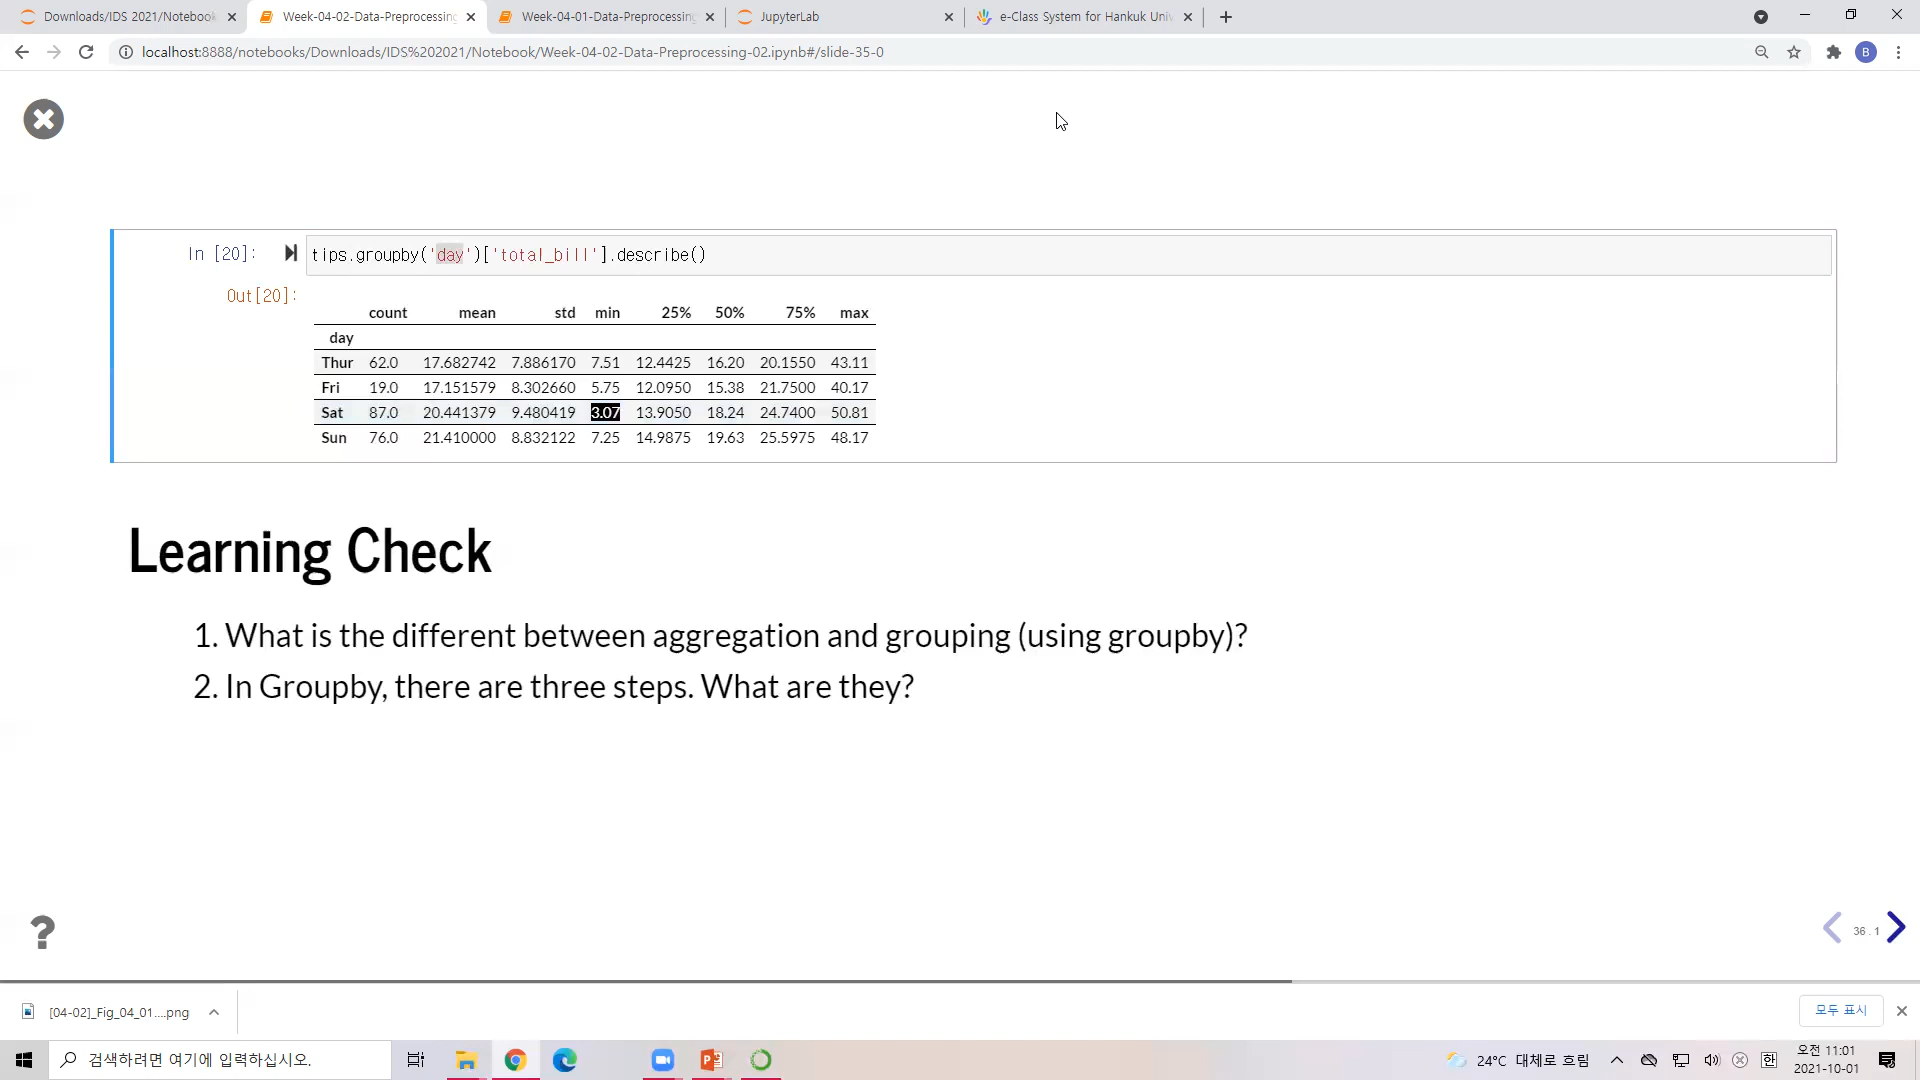 Downloads/IDS 2021/Notebook
Week-04-02-Data-Preprocessing
Week-04-01-Data-Preprocessing
JupyterLab
e-Class System for Hankuk Univ
localhost:8888/notebooks/Downloads/IDS%202021/Notebook/Week-04-02-Data-Preprocessing-02.ipynb#/slide-35-0
B
In [20]: tips.groupby('day')['total_bill'].describe()
Out[20]:
count mean std min 25% 50% 75% max
day
Thur 62.0 17.682742 7.886170 7.51 12.4425 16.20 20.1550 43.11
Fri 19.0 17.151579 8.302660 5.75 12.0950 15.38 21.7500 40.17
Sat 87.0 20.441379 9.480419 3.07 13.9050 18.24 24.7400 50.81
Sun 76.0 21.410000 8.832122 7.25 14.9875 19.63 25.5975 48.17
Learning Check
1. What is the different between aggregation and grouping (using groupby)?
2. In Groupby, there are three steps. What are they?
?
36 . 1
[04-02]_Fig_04_01....png
모두 표시
검색하려면 여기에 입력하십시오.
24°C 대체로 흐림
한
오전 11:01
2021-10-01